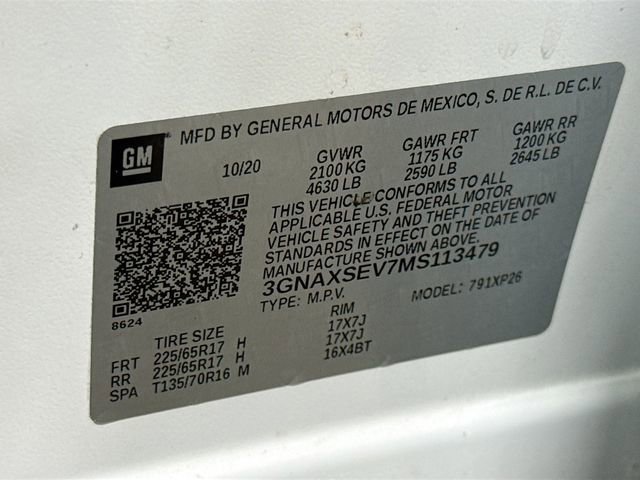 GM
MFD BY GENERAL MOTORS DE MEXICO, S. DE R.L. DE C.V.
10/20 GVWR GAWR FRT GAWR RR
2100 KG 1175 KG 1200 KG
4630 LB 2590 LB 2645 LB
THIS VEHICLE CONFORMS TO ALL
APPLICABLE U.S. FEDERAL MOTOR
VEHICLE SAFETY AND THEFT PREVENTION
STANDARDS IN EFFECT ON THE DATE OF
MANUFACTURE SHOWN ABOVE.
3GNAXSEV7MS113479
TYPE: M.P.V. MODEL: 791XP26
8624
TIRE SIZE RIM
FRT 225/65R17 H 17X7J
RR 225/65R17 H 17X7J
SPA T135/70R16 M 16X4BT